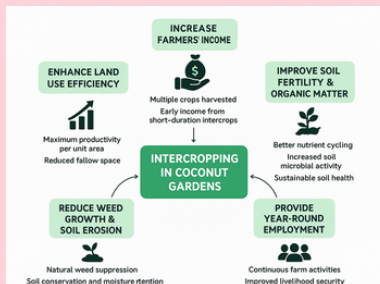 INCREASE
FARMERS' INCOME
Multiple crops harvested
Early income from
short-duration intercrops
ENHANCE LAND
USE EFFICIENCY
Maximum productivity
per unit area
Reduced fallow space
IMPROVE SOIL
FERTILITY &
ORGANIC MATTER
Better nutrient cycling
Increased soil
microbial activity
Sustainable soil health
INTERCROPPING
IN COCONUT
GARDENS
REDUCE WEED
GROWTH &
SOIL EROSION
Natural weed suppression
Soil conservation and moisture rtention
PROVIDE
YEAR-ROUND
EMPLOYMENT
Continuous farm activities
Improved livelihood security